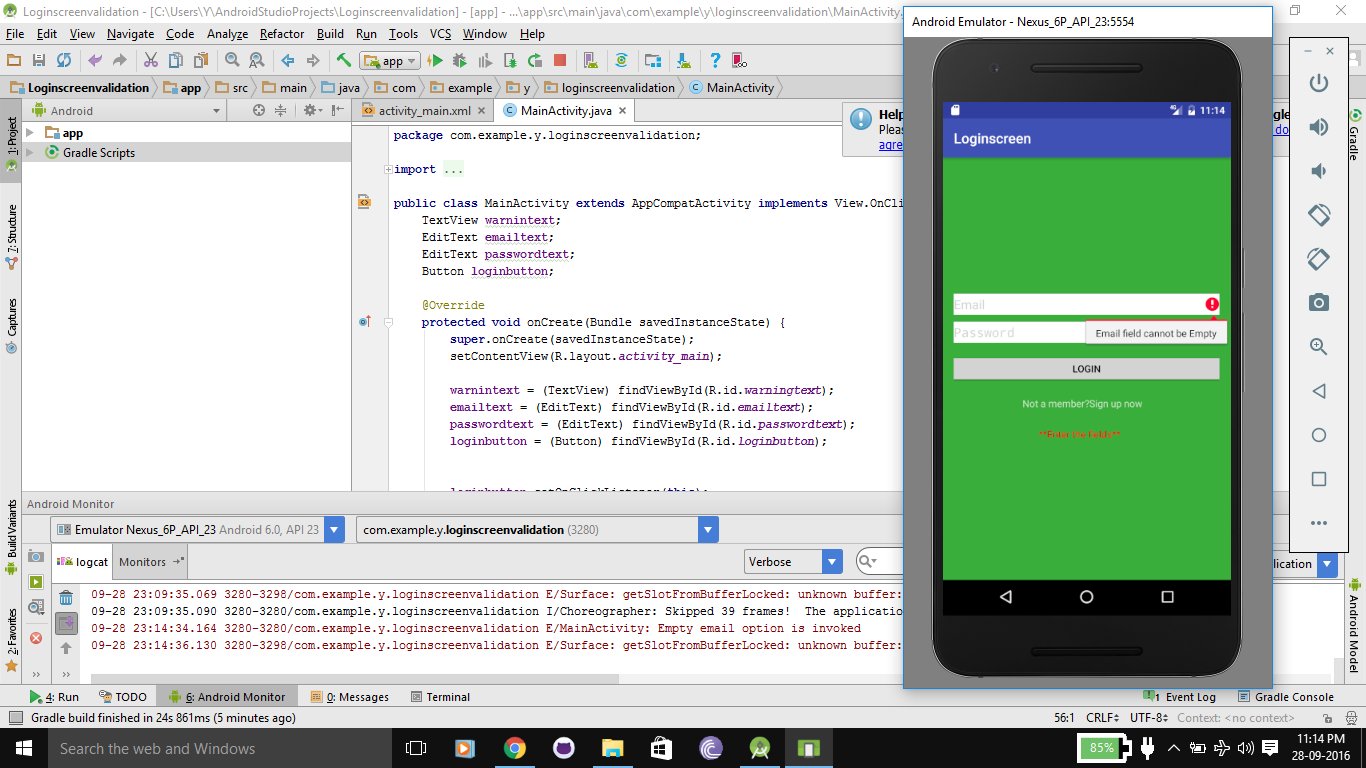 Loginscreenvalidation - [C:\Users\Y\AndroidStudioProjects\Loginscreenvalidation] - [app] - ...\app\src\main\java\com\example\y\loginscreenvalidation\MainActivity.
File Edit View Navigate Code Analyze Refactor Build Run Tools VCS Window Help
app
Loginscreenvalidation app src main java com example y loginscreenvalidation MainActivity
Android
activity_main.xml MainActivity.java
1: Project
7: Structure
Captures
Build Variants
2: Favorites
app
Gradle Scripts
package com.example.y.loginscreenvalidation;
import ...
public class MainActivity extends AppCompatActivity implements View.OnCli
TextView warnintext;
EditText emailtext;
EditText passwordtext;
Button loginbutton;
@Override
protected void onCreate(Bundle savedInstanceState) {
super.onCreate(savedInstanceState);
setContentView(R.layout.activity_main);
warnintext = (TextView) findViewById(R.id.warningtext);
emailtext = (EditText) findViewById(R.id.emailtext);
passwordtext = (EditText) findViewById(R.id.passwordtext);
loginbutton = (Button) findViewById(R.id.loginbutton);
loginbutton.setOnClickListener(this);
Help
Pleas
agre
gle
do
Gradle
Android Model
Android Emulator - Nexus_6P_API_23:5554
11:14
Loginscreen
Email
Password
Email field cannot be Empty
LOGIN
Not a member?Sign up now
**Enter the fields**
Android Monitor
Emulator Nexus_6P_API_23 Android 6.0, API 23
com.example.y.loginscreenvalidation (3280)
logcat Monitors
Verbose
lication
09-28 23:09:35.069 3280-3298/com.example.y.loginscreenvalidation E/Surface: getSlotFromBufferLocked: unknown buffer:
09-28 23:09:35.090 3280-3280/com.example.y.loginscreenvalidation I/Choreographer: Skipped 39 frames! The application
09-28 23:14:34.164 3280-3280/com.example.y.loginscreenvalidation E/MainActivity: Empty email option is invoked
09-28 23:14:36.130 3280-3298/com.example.y.loginscreenvalidation E/Surface: getSlotFromBufferLocked: unknown buffer:
4: Run TODO 6: Android Monitor 0: Messages Terminal
1 Event Log Gradle Console
Gradle build finished in 24s 861ms (5 minutes ago)
56:1 CRLF UTF-8 Context: <no context>
Search the web and Windows
85%
11:14 PM
28-09-2016